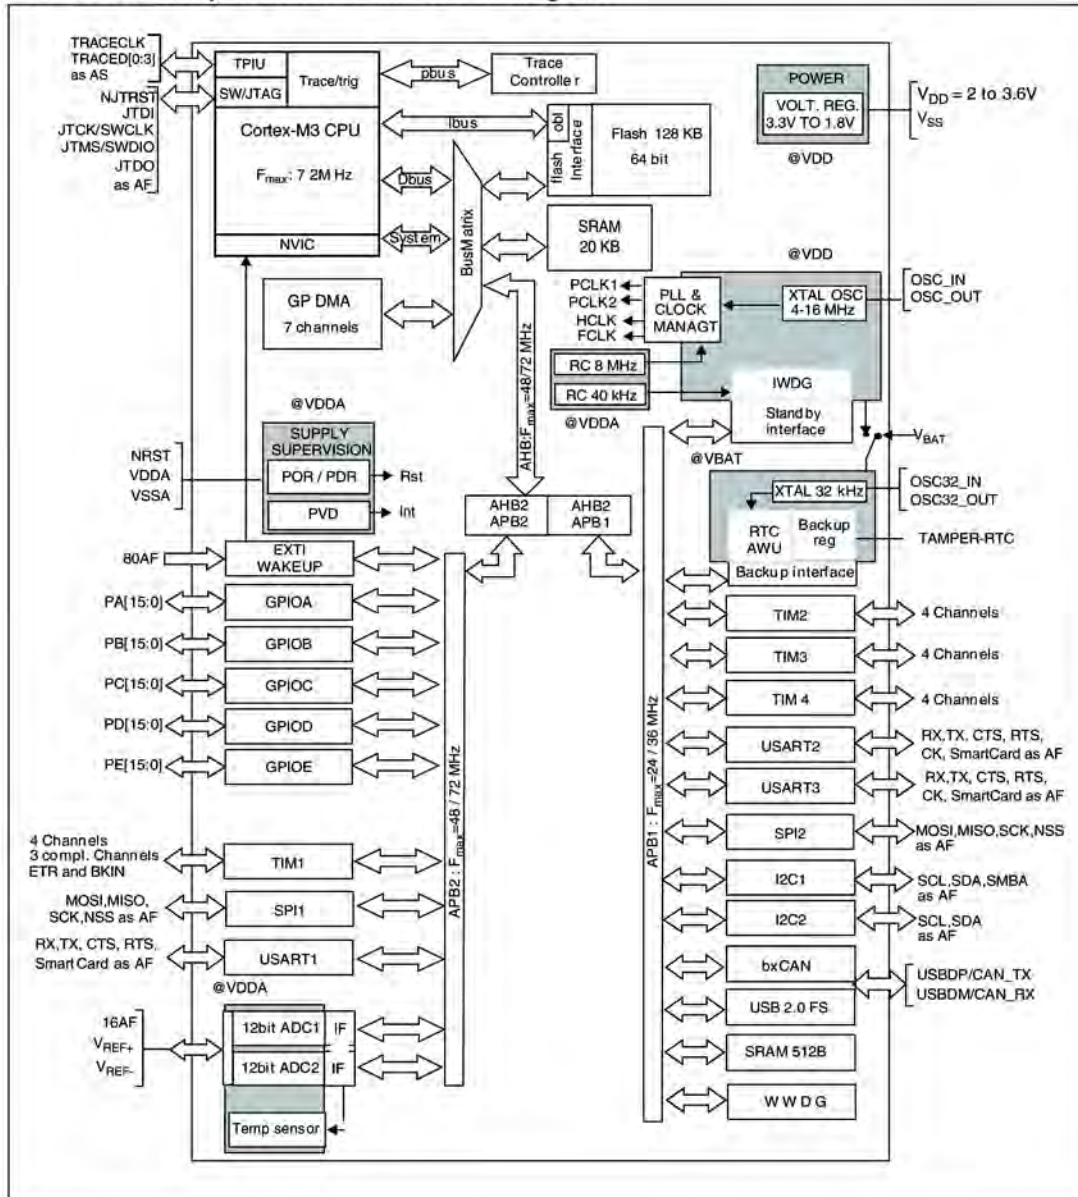 TRACECLK
TRACED[0:3]
as AS
NJTRST
JTDI
JTCK/SWCLK
JTMS/SWDIO
JTDO
as AF
TPIU
SW/JTAG
Trace/trig
Cortex-M3 CPU
Fmax: 7 2M Hz
NVIC
pbus
Trace
Controller
Ibus
Dbus
System
BusMatrix
obl
flash
Interface
Flash 128 KB
64 bit
SRAM
20 KB
POWER
VOLT. REG.
3.3V TO 1.8V
@VDD
VDD = 2 to 3.6V
VSS
GP DMA
7 channels
AHB:Fmax=48/72 MHz
PCLK1
PCLK2
HCLK
FCLK
PLL &
CLOCK
MANAGT
@VDD
XTAL OSC
4-16 MHz
OSC_IN
OSC_OUT
RC 8 MHz
RC 40 kHz
@VDDA
IWDG
Standby
interface
VBAT
@VBAT
@VDDA
SUPPLY
SUPERVISION
POR / PDR
PVD
Rst
Int
NRST
VDDA
VSSA
XTAL 32 kHz
OSC32_IN
OSC32_OUT
RTC
AWU
Backup
reg
TAMPER-RTC
Backup interface
AHB2
APB2
AHB2
APB1
80AF
EXTI
WAKEUP
PA[15:0]
GPIOA
PB[15:0]
GPIOB
PC[15:0]
GPIOC
PD[15:0]
GPIOD
PE[15:0]
GPIOE
4 Channels
3 compl. Channels
ETR and BKIN
TIM1
MOSI,MISO,
SCK,NSS as AF
SPI1
RX,TX, CTS, RTS,
SmartCard as AF
USART1
@VDDA
16AF
VREF+
VREF-
12bit ADC1
IF
12bit ADC2
IF
Temp sensor
APB2 : Fmax=48 / 72 MHz
APB1 : Fmax=24 / 36 MHz
TIM2
4 Channels
TIM3
4 Channels
TIM 4
4 Channels
USART2
RX,TX, CTS, RTS,
CK, SmartCard as AF
USART3
RX,TX, CTS, RTS,
CK, SmartCard as AF
SPI2
MOSI,MISO,SCK,NSS
as AF
I2C1
SCL,SDA,SMBA
as AF
I2C2
SCL,SDA
as AF
bxCAN
USBDP/CAN_TX
USBDM/CAN_RX
USB 2.0 FS
SRAM 512B
W W D G